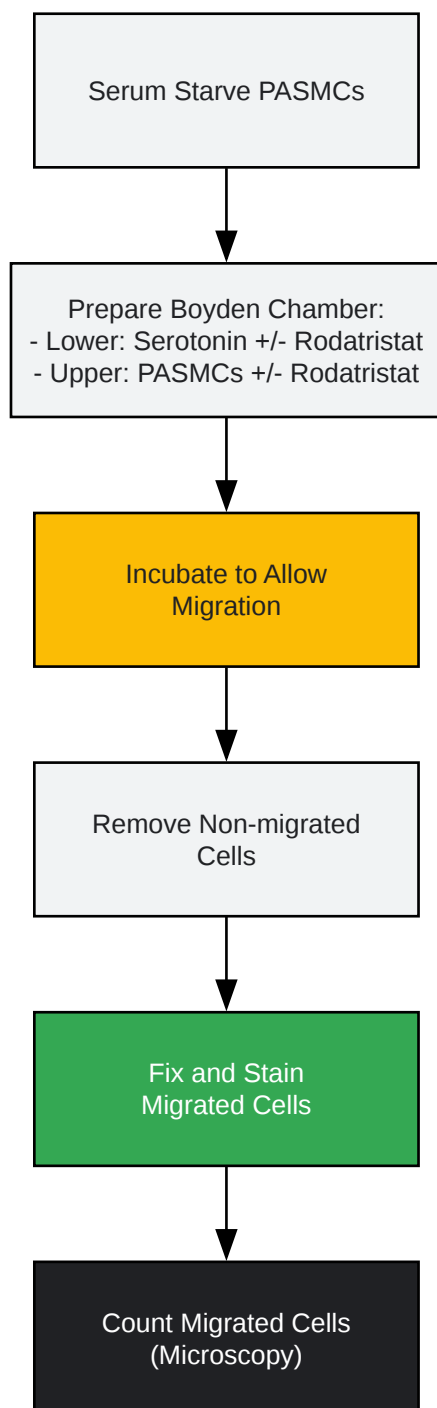 Serum Starve PASMCs
Prepare Boyden Chamber:
- Lower: Serotonin +/- Rodatristat
- Upper: PASMCs +/- Rodatristat
Incubate to Allow
Migration
Remove Non-migrated
Cells
Fix and Stain
Migrated Cells
Count Migrated Cells
(Microscopy)